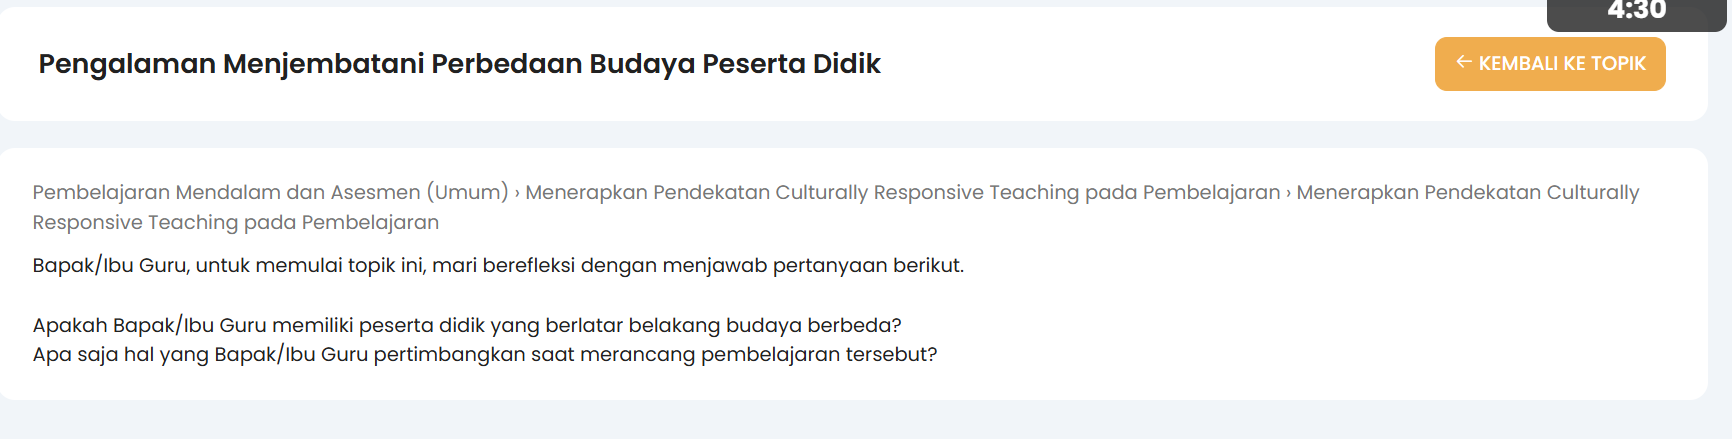 4:30
Pengalaman Menjembatani Perbedaan Budaya Peserta Didik
← KEMBALI KE TOPIK
Pembelajaran Mendalam dan Asesmen (Umum) › Menerapkan Pendekatan Culturally Responsive Teaching pada Pembelajaran › Menerapkan Pendekatan Culturally
Responsive Teaching pada Pembelajaran
Bapak/Ibu Guru, untuk memulai topik ini, mari berefleksi dengan menjawab pertanyaan berikut.
Apakah Bapak/Ibu Guru memiliki peserta didik yang berlatar belakang budaya berbeda?
Apa saja hal yang Bapak/Ibu Guru pertimbangkan saat merancang pembelajaran tersebut?